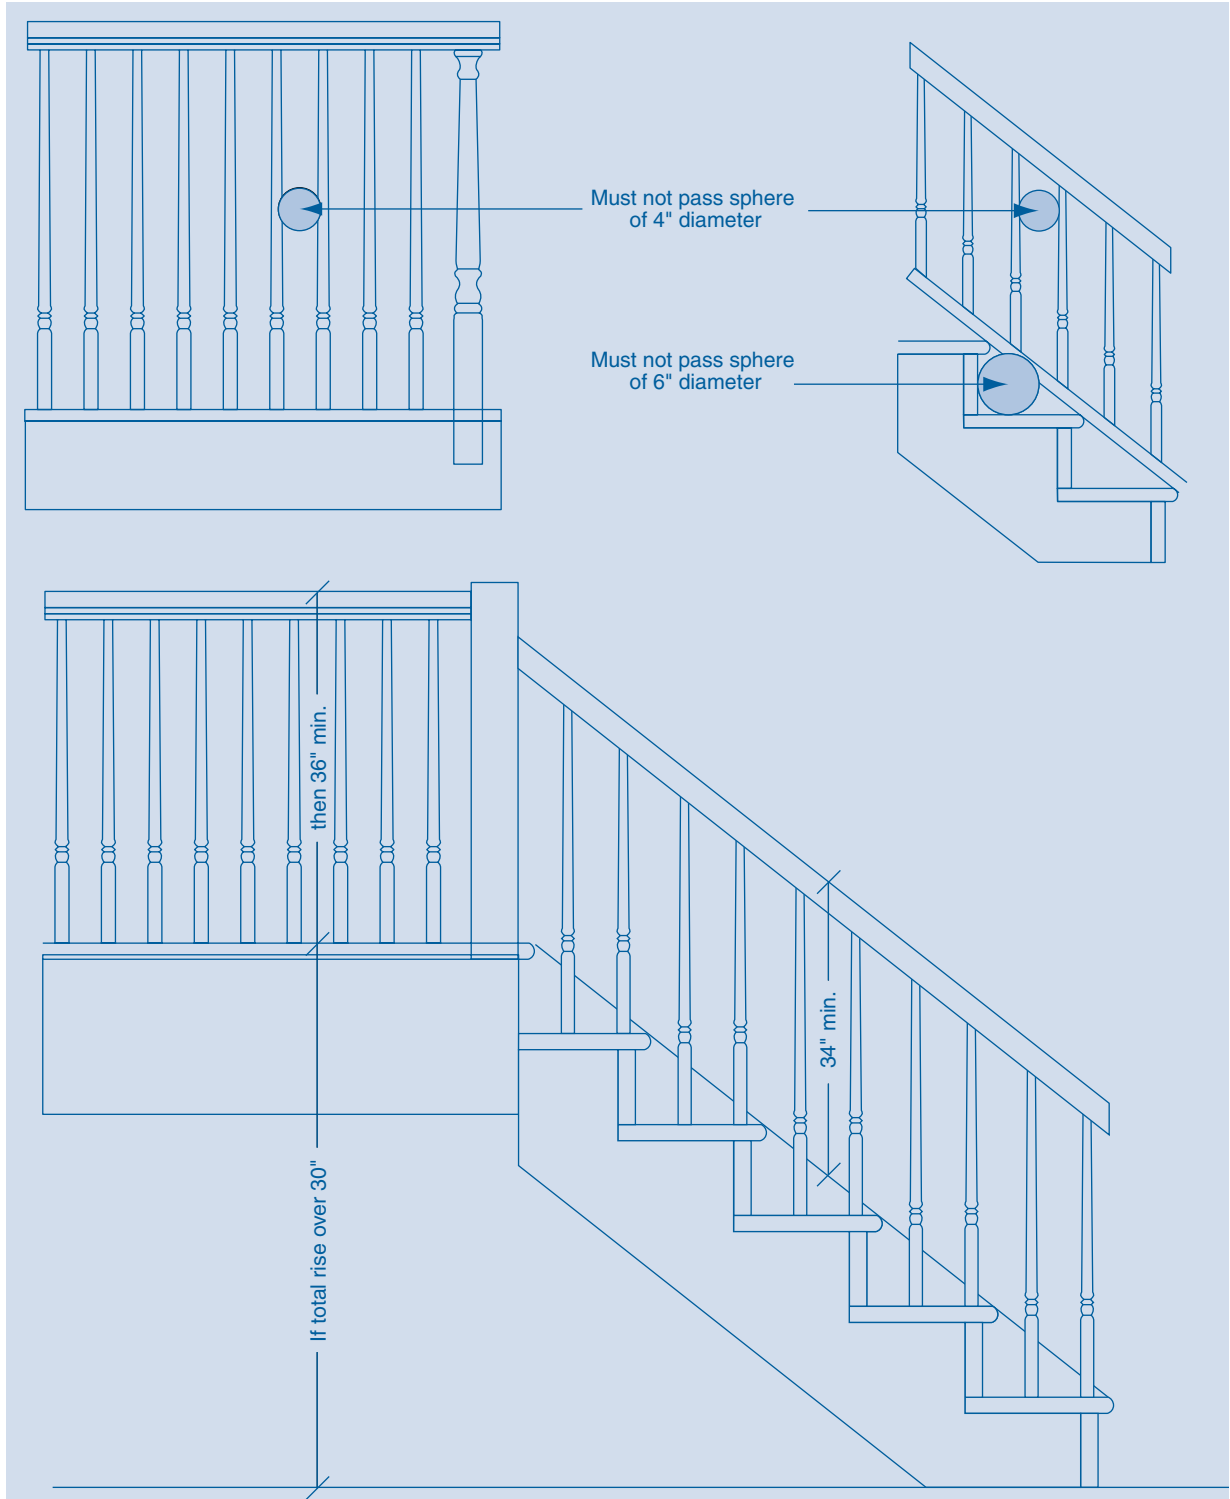 Must not pass sphere
of 4" diameter
Must not pass sphere
of 6" diameter
then 36" min.
34" min.
If total rise over 30"